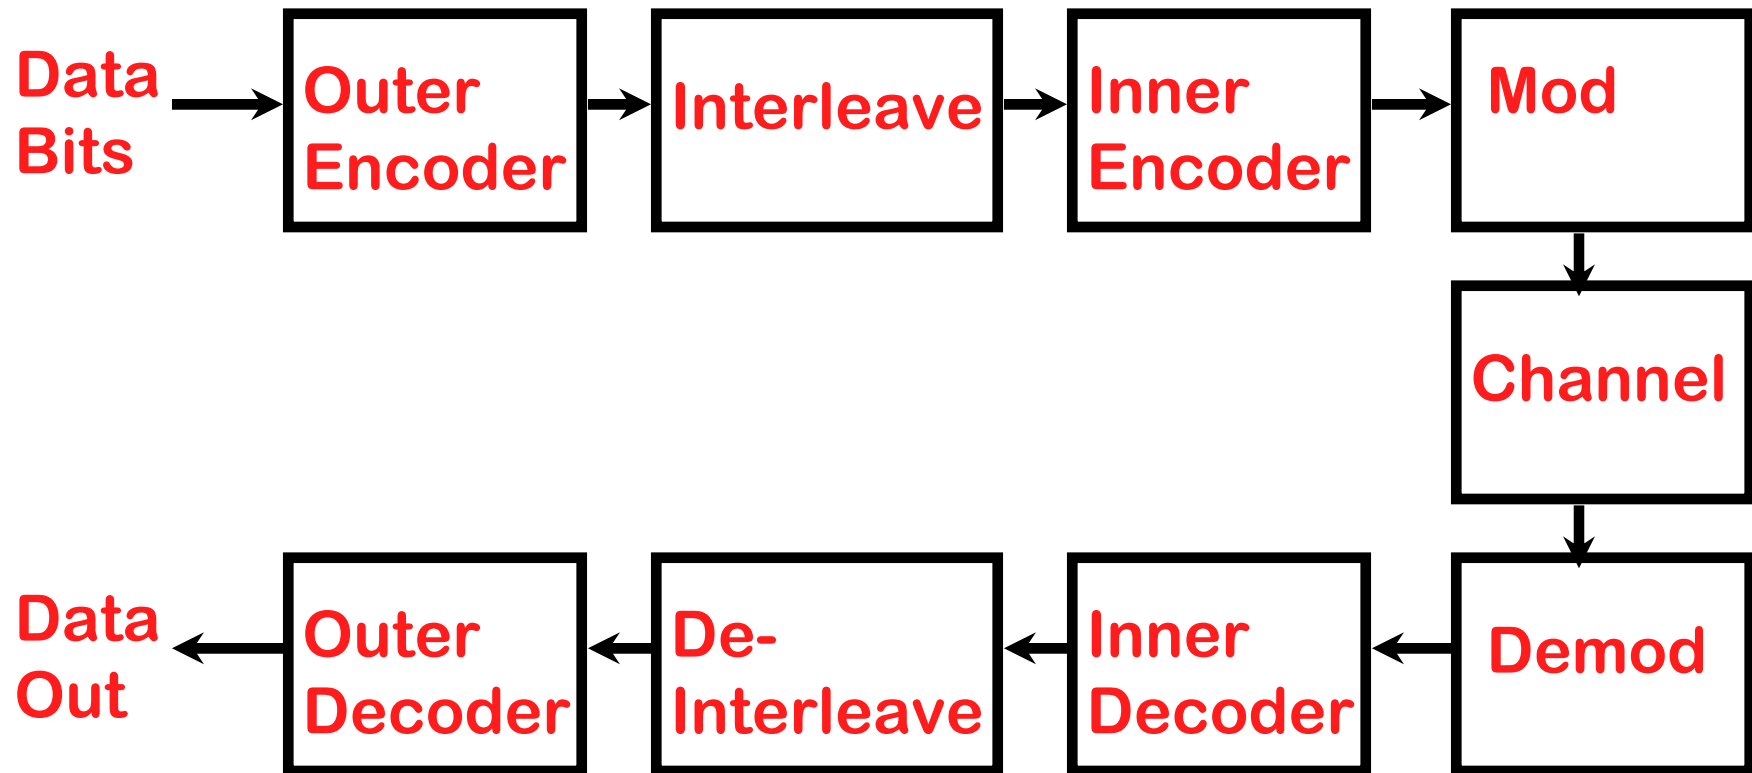 Data
Bits
Outer
Encoder
Interleave
Inner
Encoder
Mod
Channel
Data
Out
Outer
Decoder
De-
Interleave
Inner
Decoder
Demod